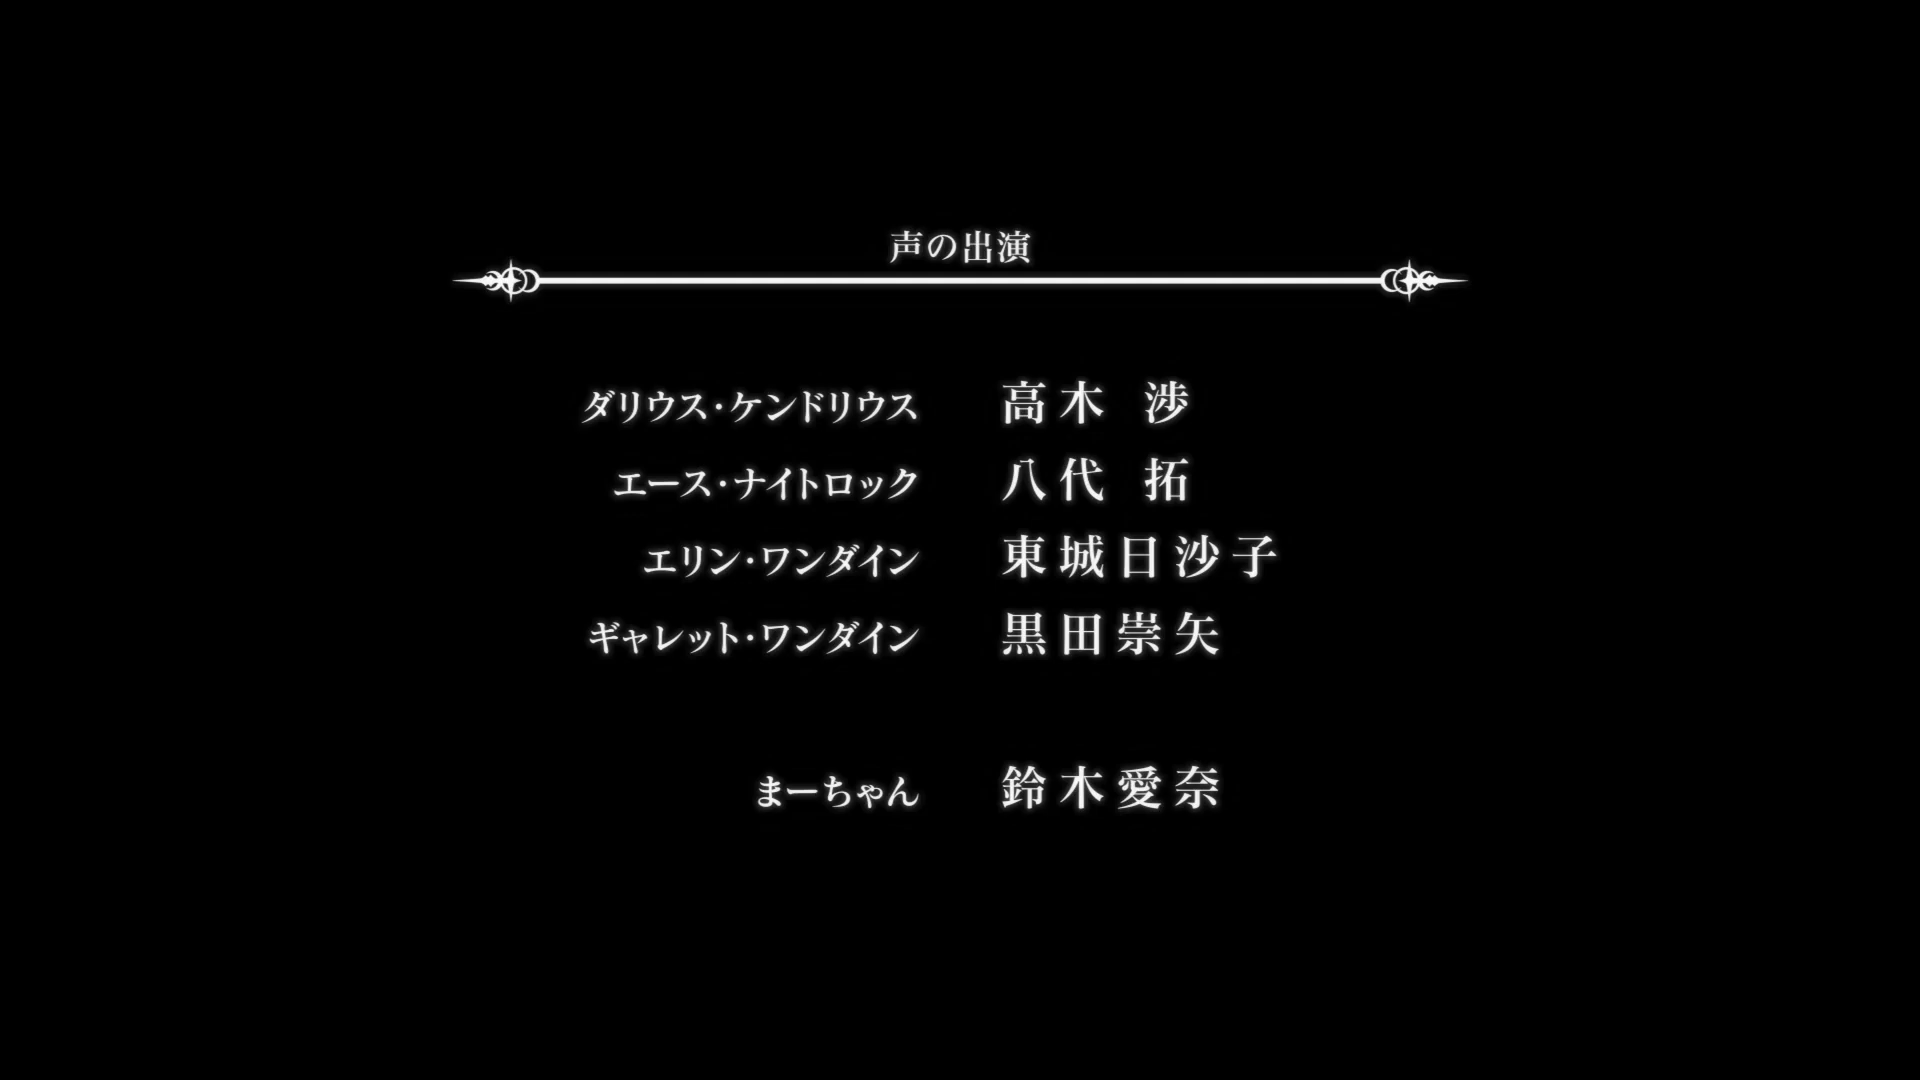 声の出演
ダリウス・ケンドリウス 高木 渉
エース・ナイトロック 八代 拓
エリン・ワンダイン 東城日沙子
ギャレット・ワンダイン 黒田崇矢
まーちゃん 鈴木愛奈